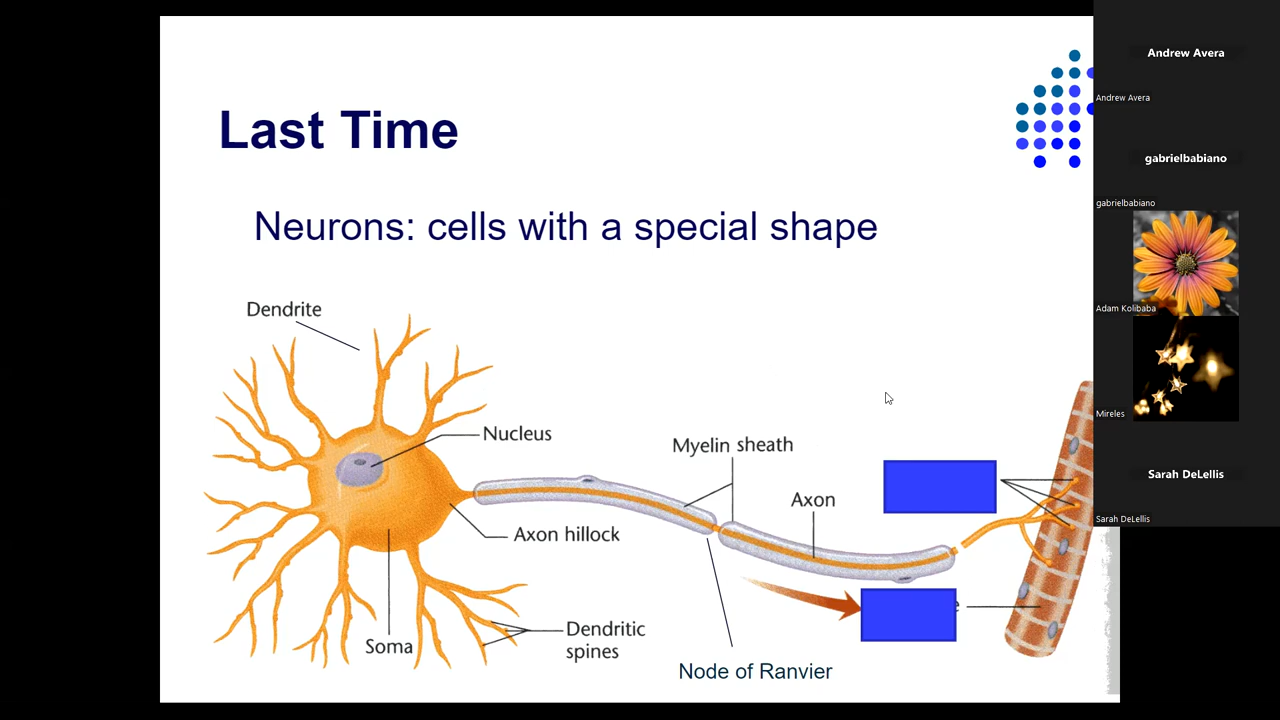 Last Time
Neurons: cells with a special shape
Dendrite
Nucleus
Myelin sheath
Axon
Axon hillock
Soma
Dendritic
spines
Node of Ranvier
e
Andrew Avera
Andrew Avera
gabrielbabiano
gabrielbabiano
Adam Kolibaba
Mireles
Sarah DeLellis
Sarah DeLellis